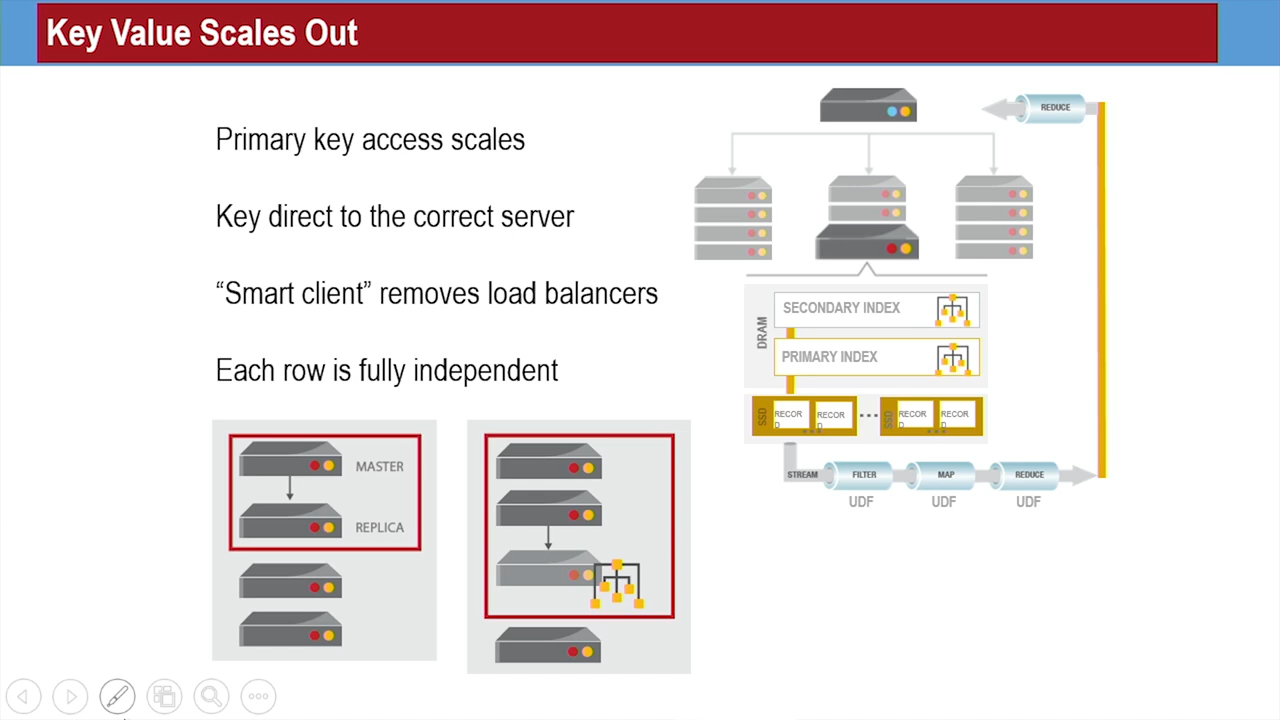 Key Value Scales Out
Primary key access scales
Key direct to the correct server
“Smart client” removes load balancers
Each row is fully independent
MASTER
REPLICA
REDUCE
DRAM
SECONDARY INDEX
PRIMARY INDEX
SSD
RECOR
D
RECOR
D
SSD
RECOR
D
RECOR
D
STREAM
FILTER
MAP
REDUCE
UDF
UDF
UDF